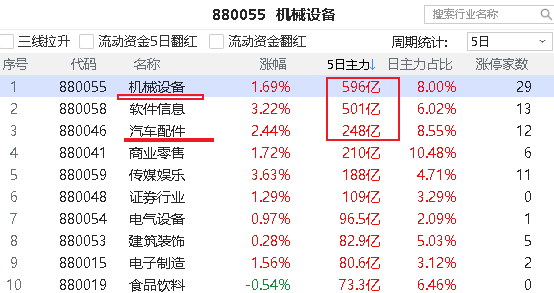 880055 机械设备
搜索行业名称
三线拉升 流动资金5日翻红 流动资金翻红 周期统计: 5日
序号 代码 名称 涨幅 5日主力↓ 日主力占比 涨停家数
1 880055 机械设备 1.69% 596亿 8.00% 29
2 880058 软件信息 3.22% 501亿 6.02% 13
3 880046 汽车配件 2.44% 248亿 8.55% 12
4 880041 商业零售 1.72% 210亿 10.48% 6
5 880059 传媒娱乐 3.63% 188亿 4.71% 11
6 880048 证券行业 1.29% 109亿 3.29% 0
7 880054 电气设备 0.97% 96.5亿 2.09% 1
8 880053 建筑装饰 0.28% 82.9亿 5.03% 5
9 880015 电子制造 1.56% 80.6亿 3.12% 2
10 880019 食品饮料 -0.54% 73.3亿 6.46% 0